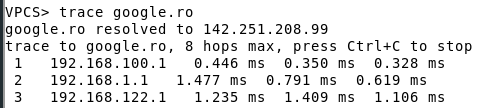 VPCS> trace google.ro
google.ro resolved to 142.251.208.99
trace to google.ro, 8 hops max, press Ctrl+C to stop
1 192.168.100.1 0.446 ms 0.350 ms 0.328 ms
2 192.168.1.1 1.477 ms 0.791 ms 0.619 ms
3 192.168.122.1 1.235 ms 1.409 ms 1.106 ms